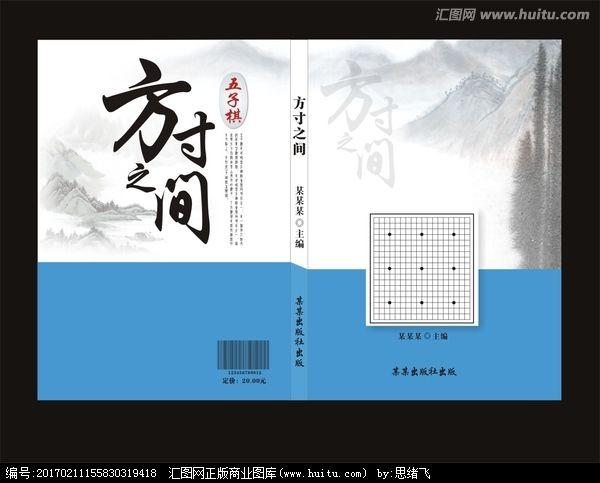 汇图网 www.huitu.com
方寸之间
五子棋
123456789012
定价：20.00元
方寸之间
某某某◎主编
某某出版社出版
方寸之间
某某某◎主编
某某出版社出版
编号:20170211155830319418 汇图网正版商业图库(www.huitu.com) by:思绪飞